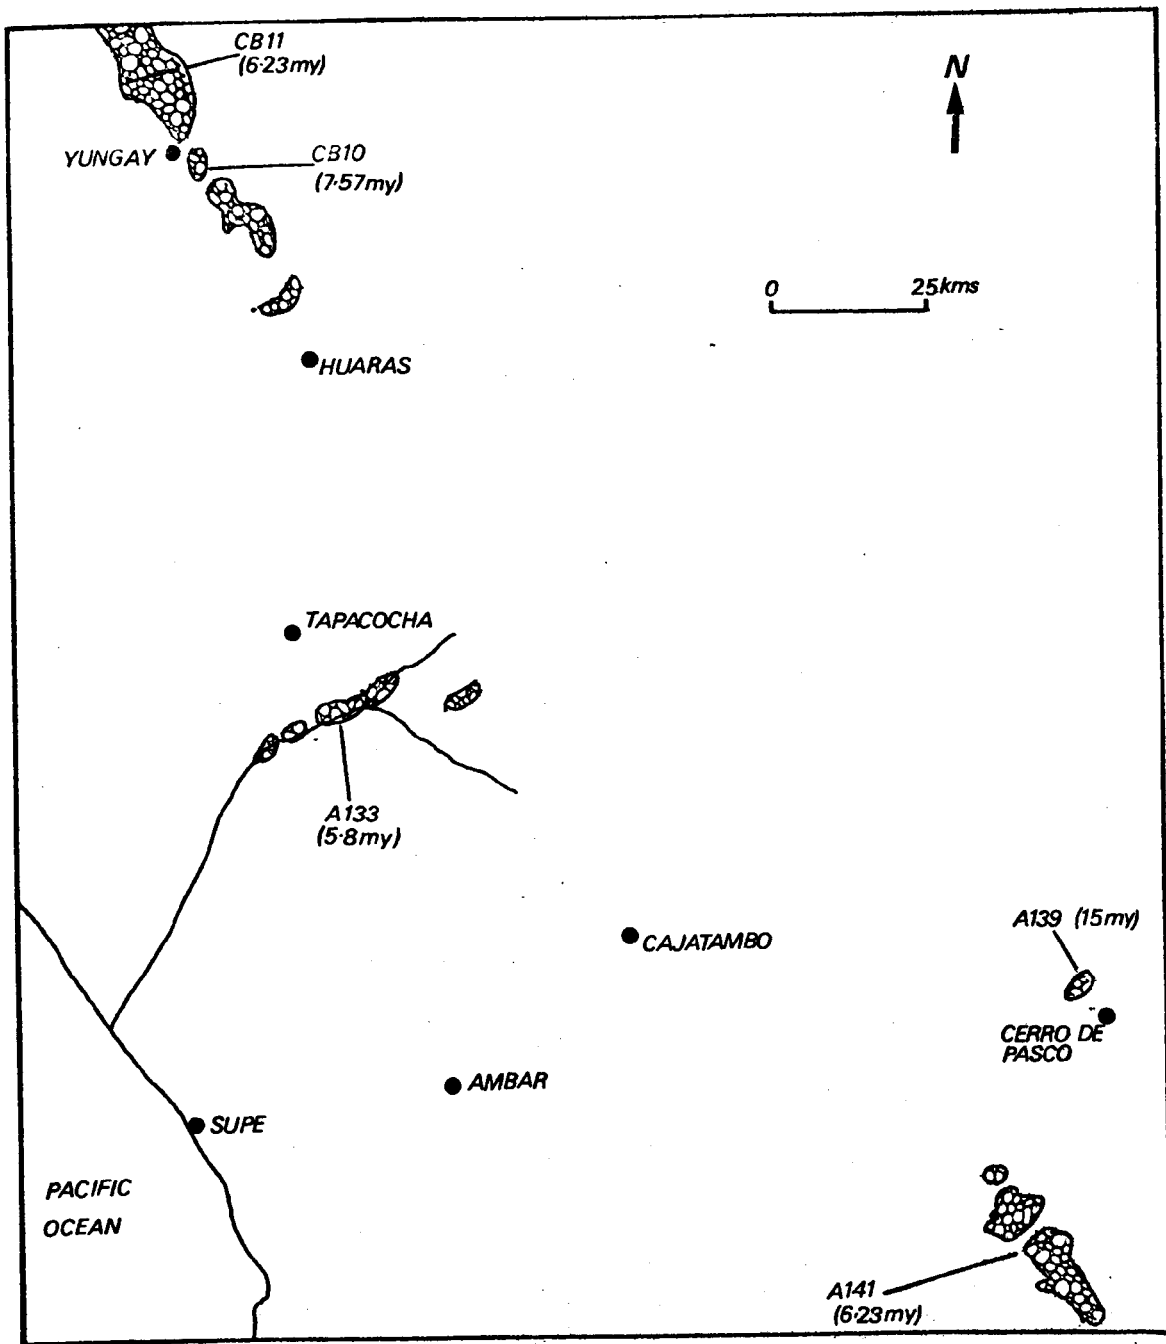 CB11
(6·23my)
N
YUNGAY
CB10
(7·57my)
0 25kms
HUARAS
TAPACOCHA
A133
(5·8my)
CAJATAMBO
A139 (15my)
CERRO DE
PASCO
AMBAR
SUPE
PACIFIC
OCEAN
A141
(6·23my)